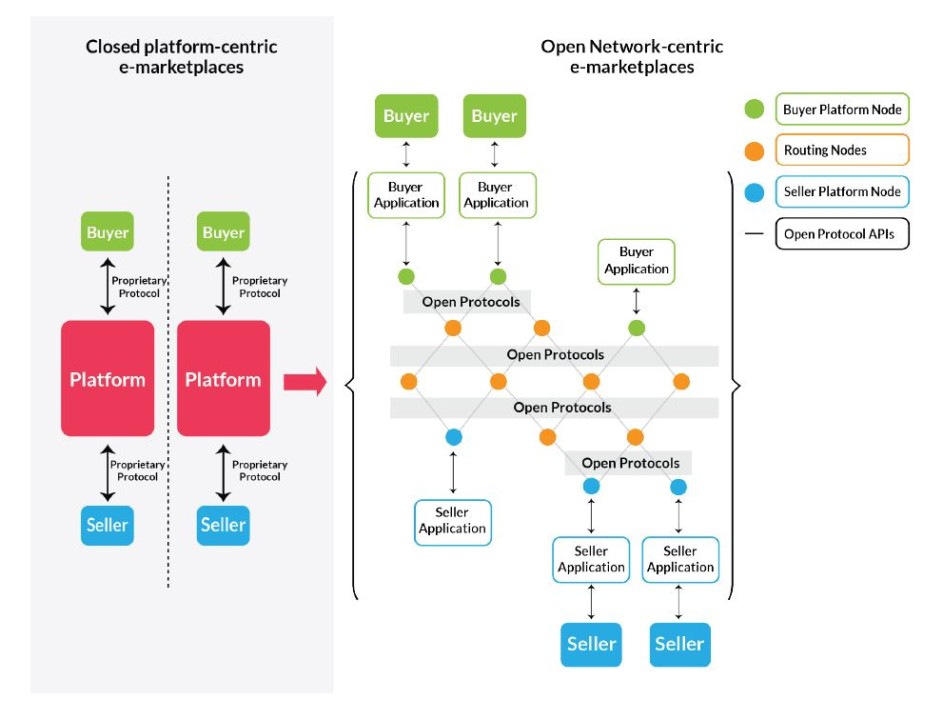 Closed platform-centric
e-marketplaces
Buyer
Buyer
Proprietary
Protocol
Proprietary
Protocol
Platform
Platform
Proprietary
Protocol
Proprietary
Protocol
Seller
Seller
Open Network-centric
e-marketplaces
Buyer
Buyer
Buyer
Application
Buyer
Application
Buyer
Application
Open Protocols
Open Protocols
Open Protocols
Open Protocols
Seller
Application
Seller
Application
Seller
Application
Seller
Seller
Buyer Platform Node
Routing Nodes
Seller Platform Node
Open Protocol APIs